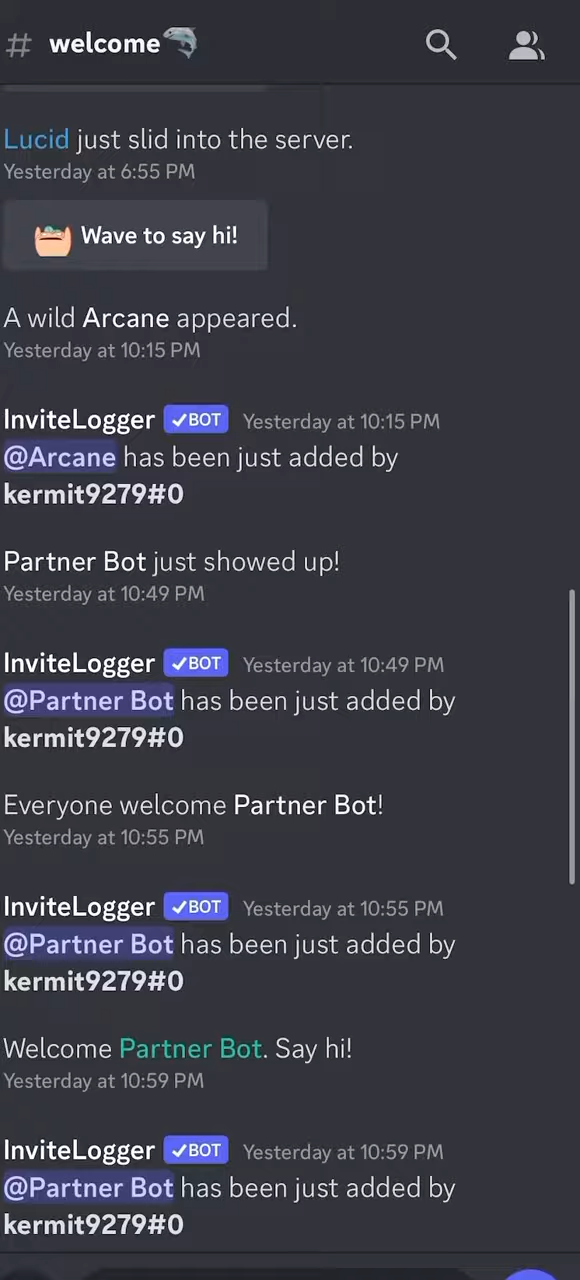 # welcome
Lucid just slid into the server.
Yesterday at 6:55 PM
Wave to say hi!
A wild Arcane appeared.
Yesterday at 10:15 PM
InviteLogger ✓BOT Yesterday at 10:15 PM
@Arcane has been just added by
kermit9279#0
Partner Bot just showed up!
Yesterday at 10:49 PM
InviteLogger ✓BOT Yesterday at 10:49 PM
@Partner Bot has been just added by
kermit9279#0
Everyone welcome Partner Bot!
Yesterday at 10:55 PM
InviteLogger ✓BOT Yesterday at 10:55 PM
@Partner Bot has been just added by
kermit9279#0
Welcome Partner Bot. Say hi!
Yesterday at 10:59 PM
InviteLogger ✓BOT Yesterday at 10:59 PM
@Partner Bot has been just added by
kermit9279#0